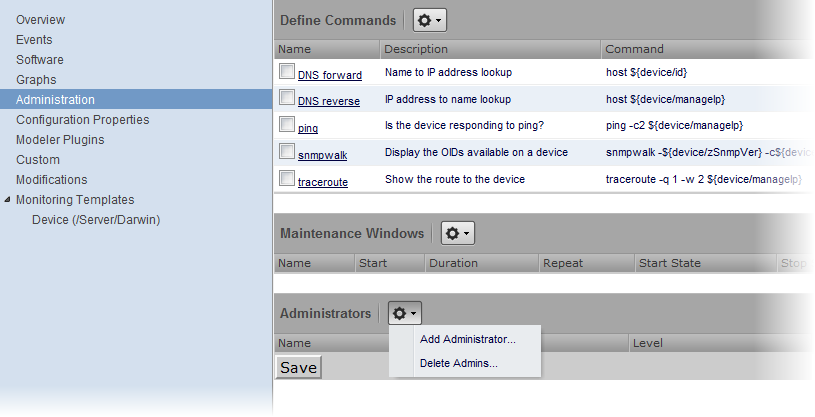 Overview
Events
Software
Graphs
Administration
Configuration Properties
Modeler Plugins
Custom
Modifications
Monitoring Templates
Device (/Server/Darwin)
Define Commands
Name Description Command
DNS forward Name to IP address lookup host ${device/id}
DNS reverse IP address to name lookup host ${device/manageIp}
ping Is the device responding to ping? ping -c2 ${device/manageIp}
snmpwalk Display the OIDs available on a device snmpwalk -${device/zSnmpVer} -c${device
traceroute Show the route to the device traceroute -q 1 -w 2 ${device/manageIp}
Maintenance Windows
Name Start Duration Repeat Start State Stop
Administrators
Add Administrator...
Name Level
Delete Admins...
Save